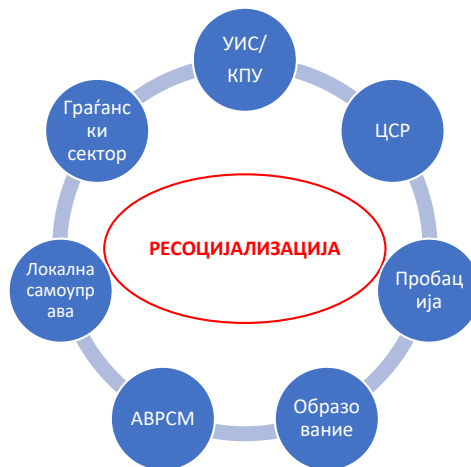 УИС/
КПУ
ЦСР
Пробац
ија
Образо
вание
АВРСМ
Локална
самоупр
ава
Граѓанс
ки
сектор
РЕСОЦИЈАЛИЗАЦИЈА